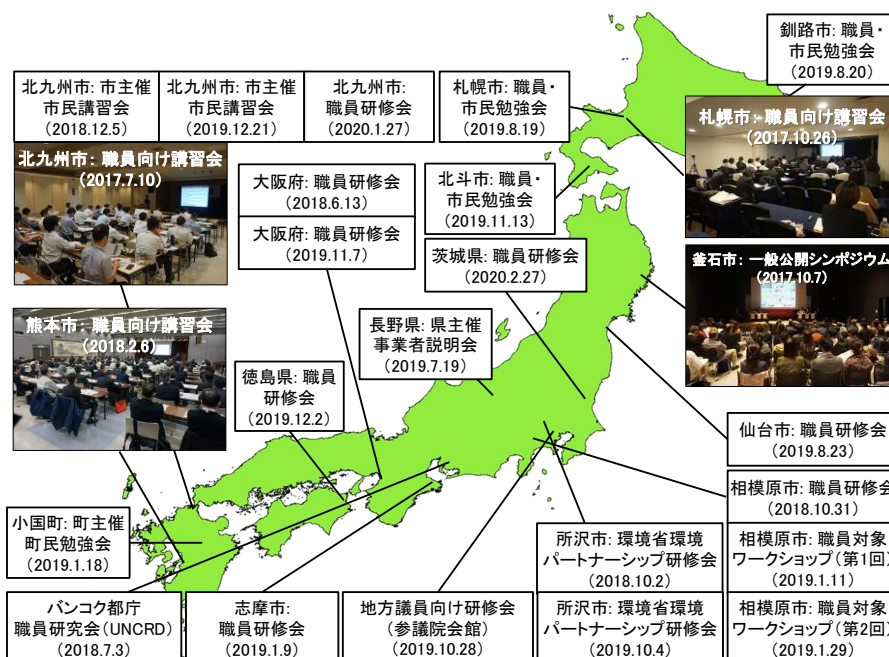 釧路市: 職員・
市民勉強会
(2019.8.20)
北九州市: 市主催
市民講習会
(2018.12.5)
北九州市: 市主催
市民講習会
(2019.12.21)
北九州市:
職員研修会
(2020.1.27)
札幌市: 職員・
市民勉強会
(2019.8.19)
札幌市: 職員向け講習会
(2017.10.26)
北九州市: 職員向け講習会
(2017.7.10)
大阪府: 職員研修会
(2018.6.13)
大阪府: 職員研修会
(2019.11.7)
北斗市: 職員・
市民勉強会
(2019.11.13)
茨城県: 職員研修会
(2020.2.27)
釜石市: 一般公開シンポジウム
(2017.10.7)
熊本市: 職員向け講習会
(2018.2.6)
長野県: 県主催
事業者説明会
(2019.7.19)
徳島県: 職員
研修会
(2019.12.2)
仙台市: 職員研修会
(2019.8.23)
相模原市: 職員研修会
(2018.10.31)
小国町: 町主催
町民勉強会
(2019.1.18)
所沢市: 環境省環境
パートナーシップ研修会
(2018.10.2)
相模原市: 職員対象
ワークショップ(第1回)
(2019.1.11)
バンコク都庁
職員研究会(UNCRD)
(2018.7.3)
志摩市:
職員研修会
(2019.1.9)
地方議員向け研修会
(参議院会館)
(2019.10.28)
所沢市: 環境省環境
パートナーシップ研修会
(2019.10.4)
相模原市: 職員対象
ワークショップ(第2回)
(2019.1.29)